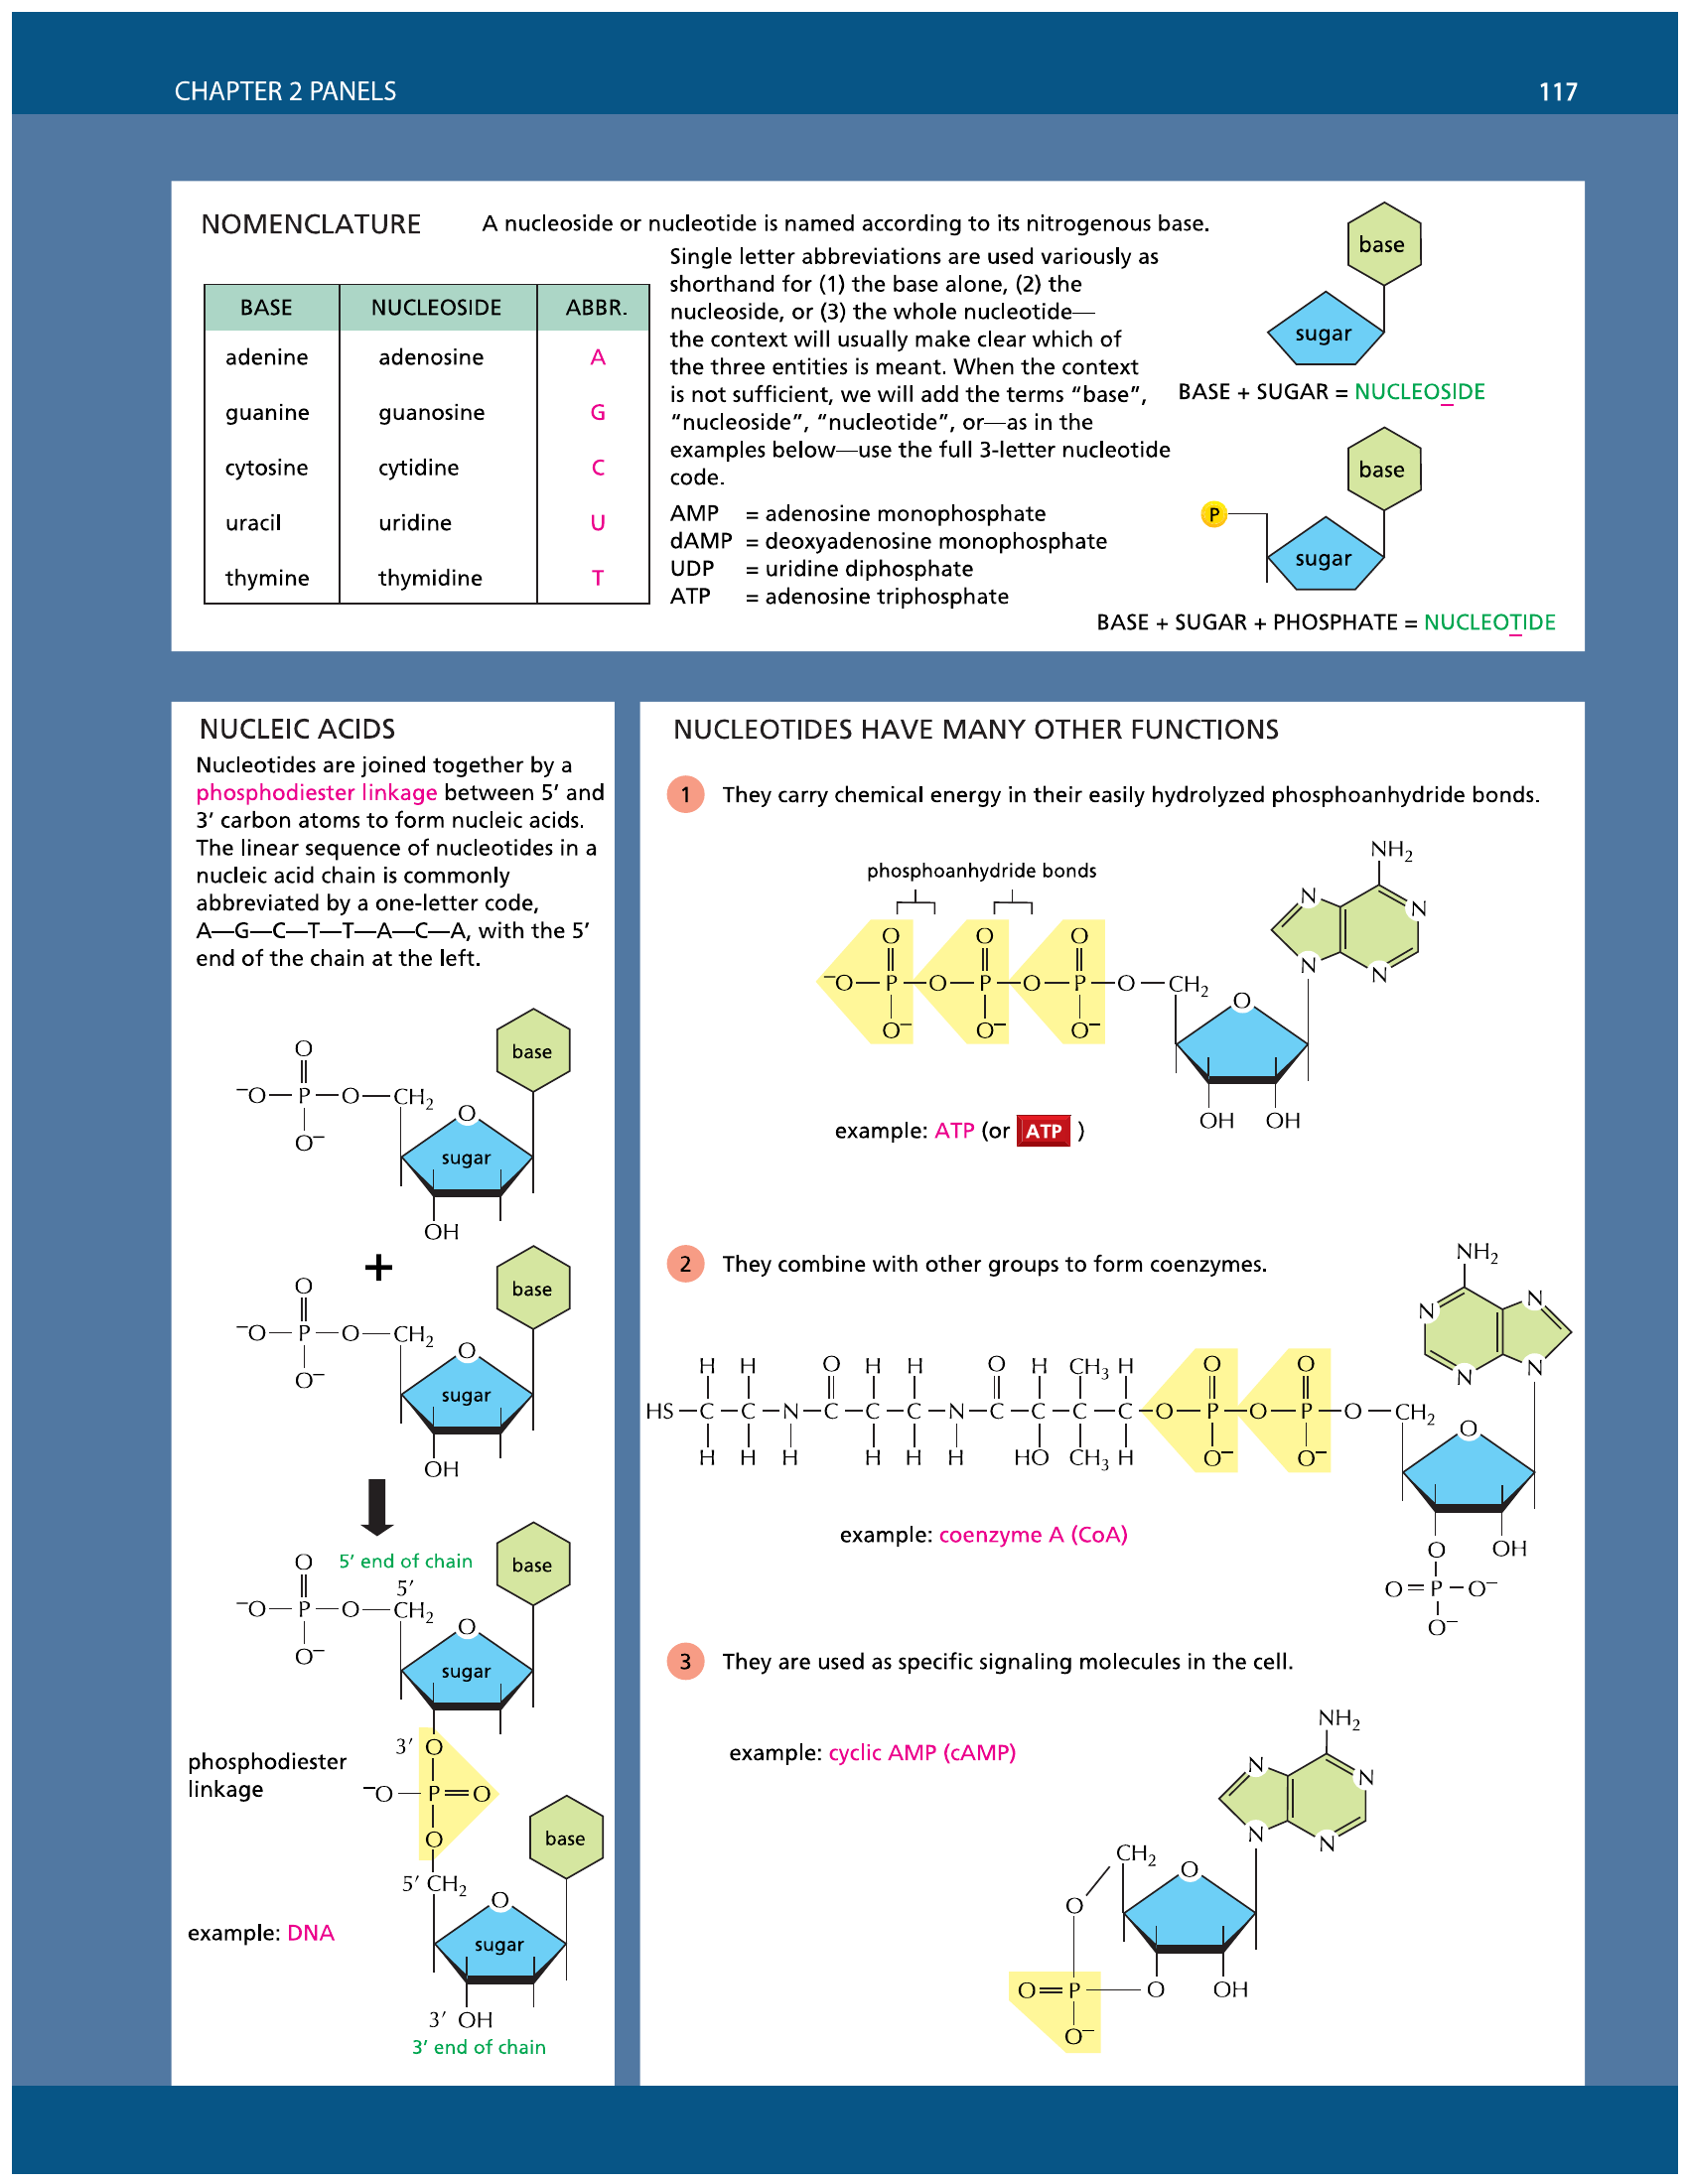 CHAPTER 2 PANELS
117
NOMENCLATURE
A nucleoside or nucleotide is named according to its nitrogenous base.
BASE NUCLEOSIDE ABBR.
adenine adenosine A
guanine guanosine G
cytosine cytidine C
uracil uridine U
thymine thymidine T
Single letter abbreviations are used variously as
shorthand for (1) the base alone, (2) the
nucleoside, or (3) the whole nucleotide—
the context will usually make clear which of
the three entities is meant. When the context
is not sufficient, we will add the terms “base”,
“nucleoside”, “nucleotide”, or—as in the
examples below—use the full 3-letter nucleotide
code.
AMP = adenosine monophosphate
dAMP = deoxyadenosine monophosphate
UDP = uridine diphosphate
ATP = adenosine triphosphate
base
sugar
BASE + SUGAR = NUCLEOSIDE
base
P
sugar
BASE + SUGAR + PHOSPHATE = NUCLEOTIDE
NUCLEIC ACIDS
Nucleotides are joined together by a
phosphodiester linkage between 5′ and
3′ carbon atoms to form nucleic acids.
The linear sequence of nucleotides in a
nucleic acid chain is commonly
abbreviated by a one-letter code,
A—G—C—T—T—A—C—A, with the 5′
end of the chain at the left.
base
O
⁻O—P—O—CH₂
O
O⁻
sugar
OH
+
base
O
⁻O—P—O—CH₂
O
O⁻
sugar
OH
O
5′ end of chain
base
5′
⁻O—P—O—CH₂
O
O⁻
sugar
3′ O
phosphodiester
linkage
⁻O—P=O
O
base
5′ CH₂
O
example: DNA
sugar
3′ OH
3′ end of chain
NUCLEOTIDES HAVE MANY OTHER FUNCTIONS
1 They carry chemical energy in their easily hydrolyzed phosphoanhydride bonds.
NH₂
phosphoanhydride bonds
N N
O O O
N N
⁻O—P—O—P—O—P—O—CH₂
O
O⁻ O⁻ O⁻
OH OH
example: ATP (or ATP )
2 They combine with other groups to form coenzymes.
NH₂
N N
H H O H H O H CH₃ H O O
N N
HS—C—C—N—C—C—C—N—C—C—C—C—O—P—O—P—O—CH₂
O
H H H H H H HO CH₃ H O⁻ O⁻
example: coenzyme A (CoA)
O OH
O=P—O⁻
O⁻
3 They are used as specific signaling molecules in the cell.
NH₂
example: cyclic AMP (cAMP)
N N
N N
CH₂
O
O
O=P—O OH
O⁻